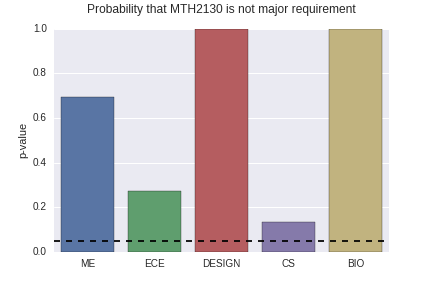 Probability that MTH2130 is not major requirement
1.0
0.8
0.6
0.4
0.2
0.0
p-value
ME ECE DESIGN CS BIO